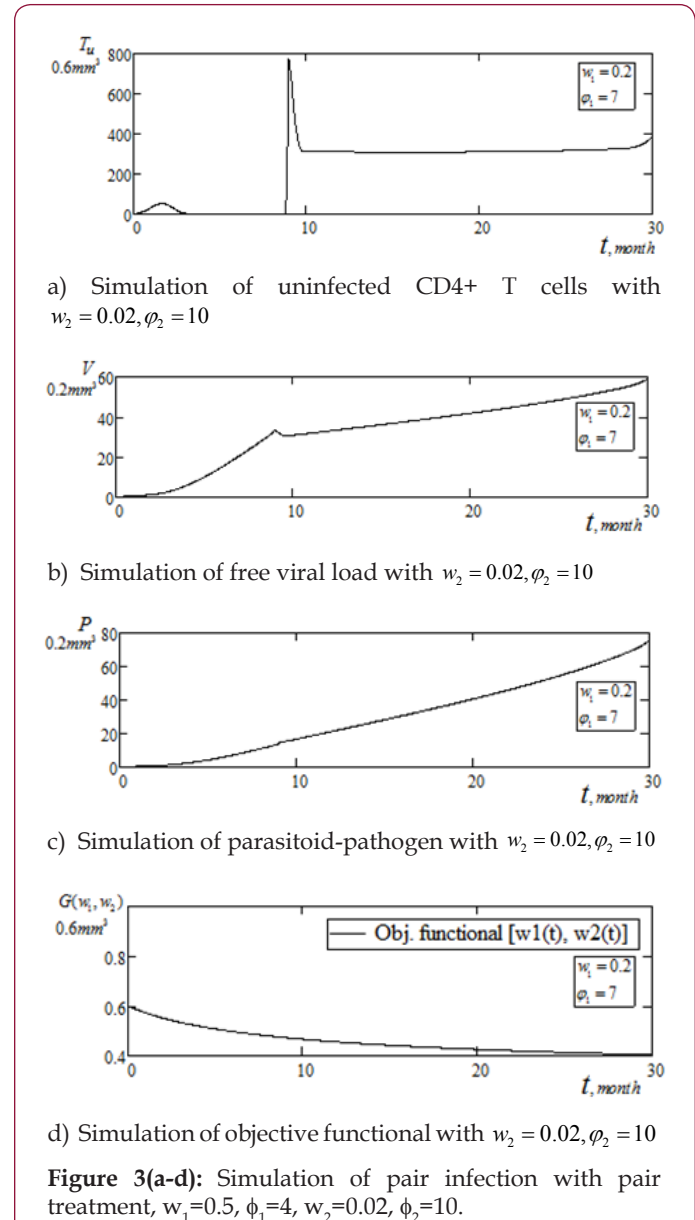 T_u 800
0.6mm³
600
400
200
0
0 10 20 30
w₁ = 0.2
φ₁ = 7
t, month
a) Simulation of uninfected CD4+ T cells with
w₂ = 0.02, φ₂ = 10
V 60
0.2mm³
40
20
0
0 10 20 30
w₁ = 0.2
φ₁ = 7
t, month
b) Simulation of free viral load with w₂ = 0.02, φ₂ = 10
P 80
0.2mm³
60
40
20
0
0 10 20 30
w₁ = 0.2
φ₁ = 7
t, month
c) Simulation of parasitoid-pathogen with w₂ = 0.02, φ₂ = 10
G(w₁, w₂)
0.6mm³
Obj. functional [w1(t), w2(t)]
0.8
0.6
0.4
0 10 20 30
w₁ = 0.2
φ₁ = 7
t, month
d) Simulation of objective functional with w₂ = 0.02, φ₂ = 10
Figure 3(a-d): Simulation of pair infection with pair
treatment, w₁=0.5, ϕ₁=4, w₂=0.02, ϕ₂=10.